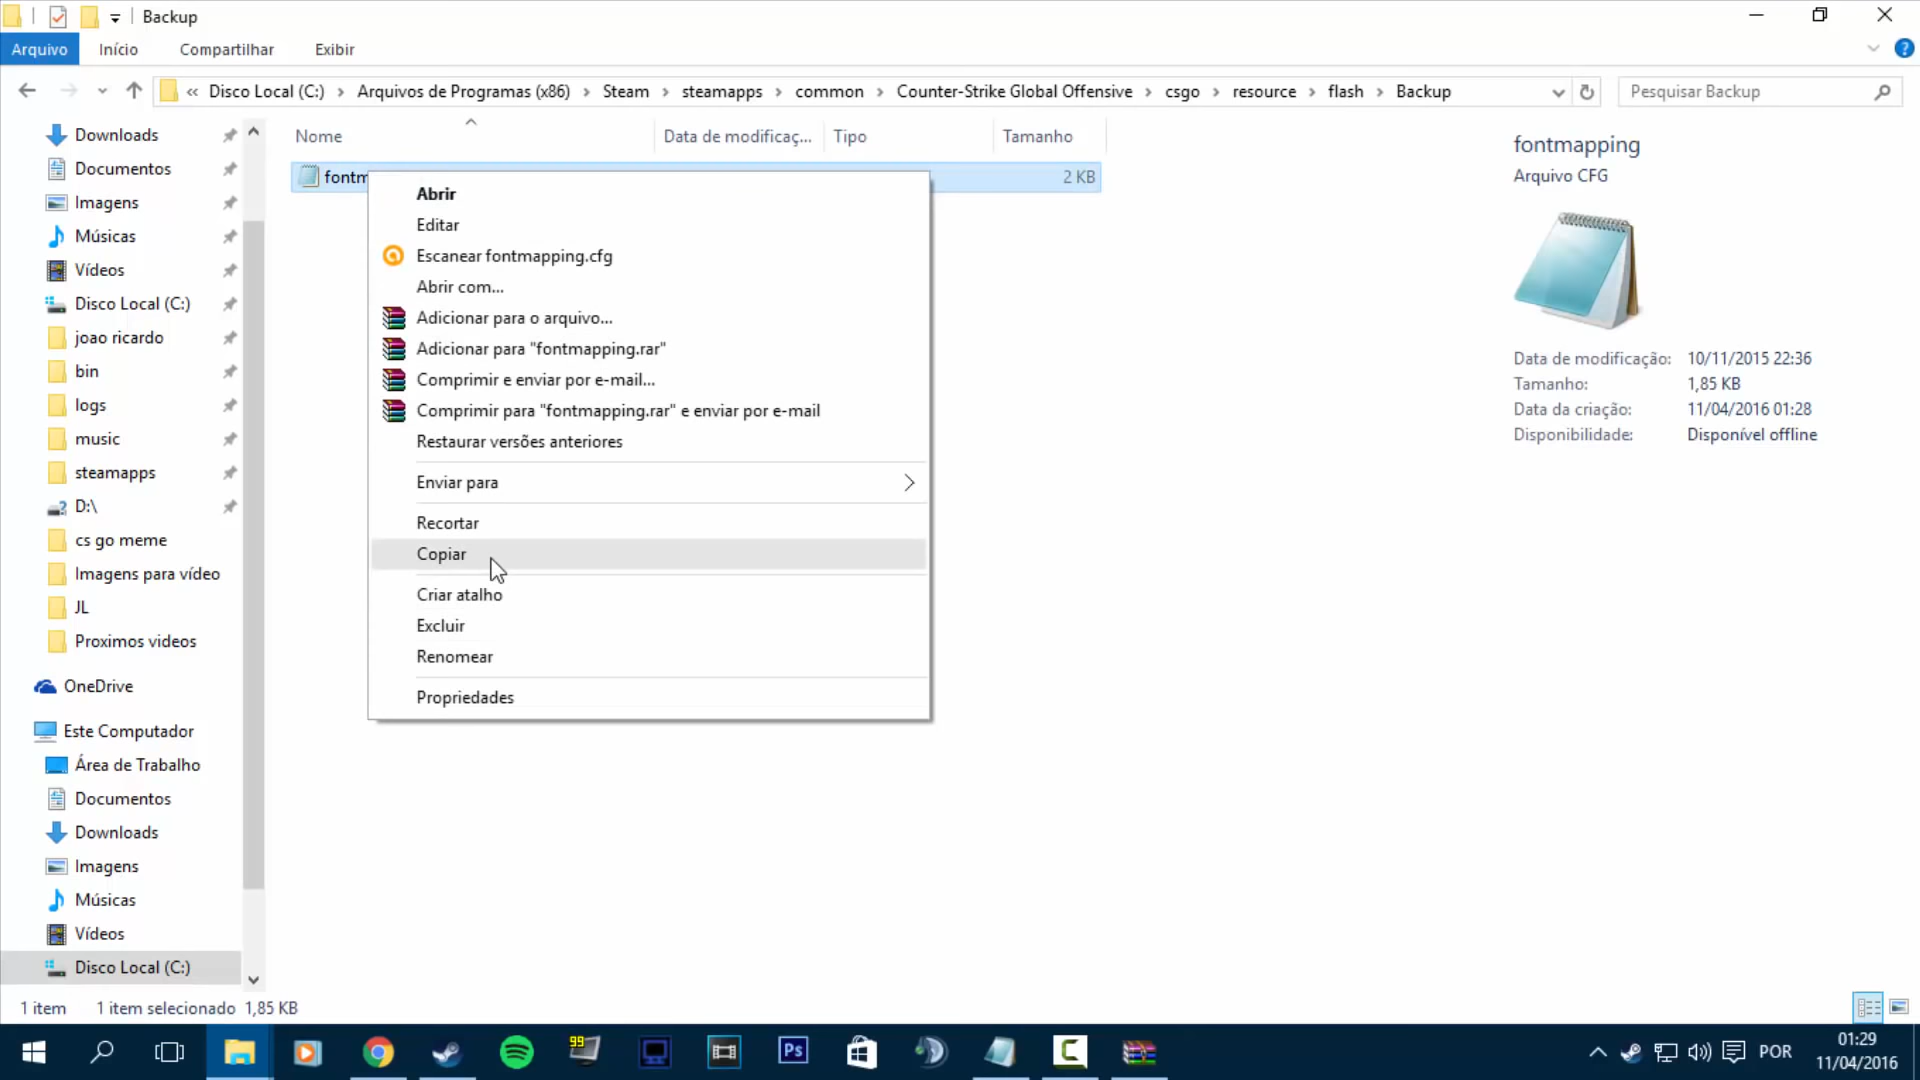 Backup
Arquivo Início Compartilhar Exibir
« Disco Local (C:) › Arquivos de Programas (x86) › Steam › steamapps › common › Counter-Strike Global Offensive › csgo › resource › flash › Backup
Pesquisar Backup
Downloads
Documentos
Imagens
Músicas
Vídeos
Disco Local (C:)
joao ricardo
bin
logs
music
steamapps
D:\
cs go meme
Imagens para vídeo
JL
Proximos videos
OneDrive
Este Computador
Área de Trabalho
Documentos
Downloads
Imagens
Músicas
Vídeos
Disco Local (C:)
Nome Data de modificaç... Tipo Tamanho
fontm 2 KB
Abrir
Editar
Escanear fontmapping.cfg
Abrir com...
Adicionar para o arquivo...
Adicionar para "fontmapping.rar"
Comprimir e enviar por e-mail...
Comprimir para "fontmapping.rar" e enviar por e-mail
Restaurar versões anteriores
Enviar para
Recortar
Copiar
Criar atalho
Excluir
Renomear
Propriedades
fontmapping
Arquivo CFG
Data de modificação: 10/11/2015 22:36
Tamanho: 1,85 KB
Data da criação: 11/04/2016 01:28
Disponibilidade: Disponível offline
1 item 1 item selecionado 1,85 KB
99
Ps
POR
01:29
11/04/2016